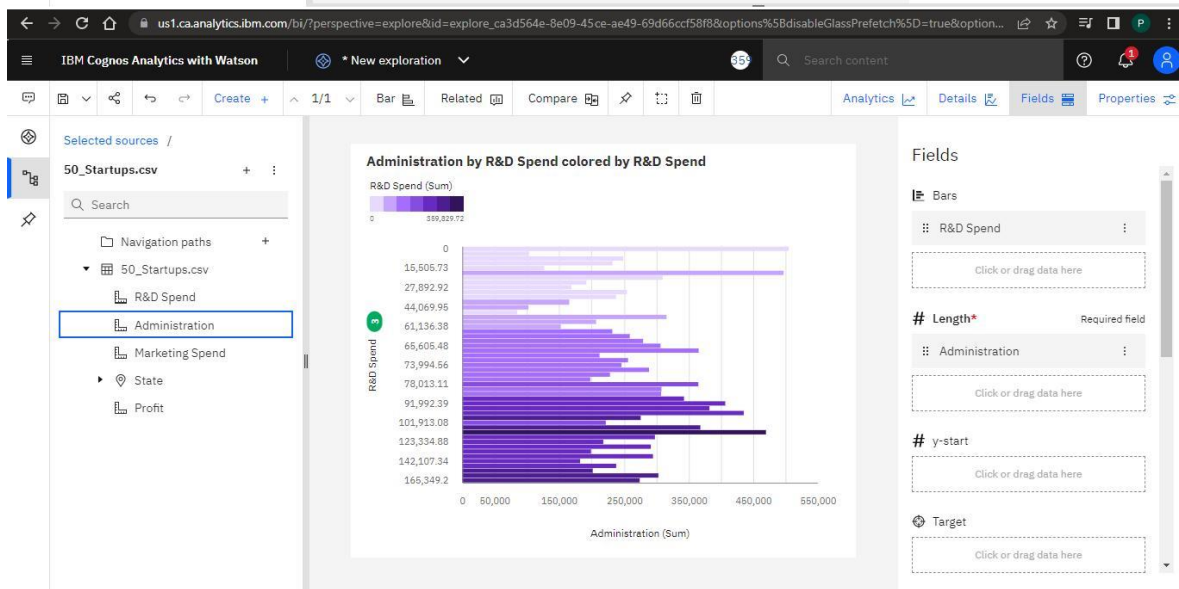 us1.ca.analytics.ibm.com/bi/?perspective=explore&id=explore_ca3d564e-8e09-45ce-ae49-69d66ccf58f8&options%5BdisableGlassPrefetch%5D=true&option...
P
IBM Cognos Analytics with Watson
* New exploration
Search content
1
Create +
1/1
Bar
Related
Compare
Analytics
Details
Fields
Properties
Selected sources /
50_Startups.csv
Search
Navigation paths
50_Startups.csv
R&D Spend
Administration
Marketing Spend
State
Profit
Administration by R&D Spend colored by R&D Spend
R&D Spend (Sum)
0
0
16,505.73
27,892.92
44,069.95
61,136.38
66,605.48
73,994.56
78,013.11
91,992.39
101,913.08
123,334.88
142,107.34
165,349.2
R&D Spend
3
0 50,000 150,000 250,000 350,000 450,000 550,000
Administration (Sum)
Fields
Bars
R&D Spend
Click or drag data here
# Length*
Required field
Administration
Click or drag data here
# y-start
Click or drag data here
Target
Click or drag data here